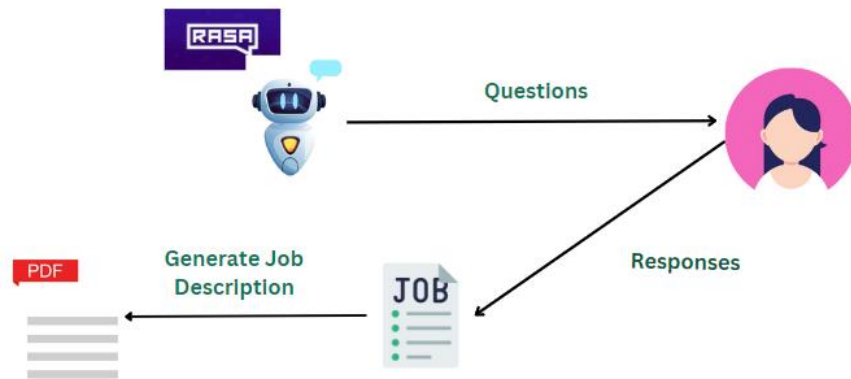 RASA
Questions
Responses
Generate Job
Description
PDF
JOB